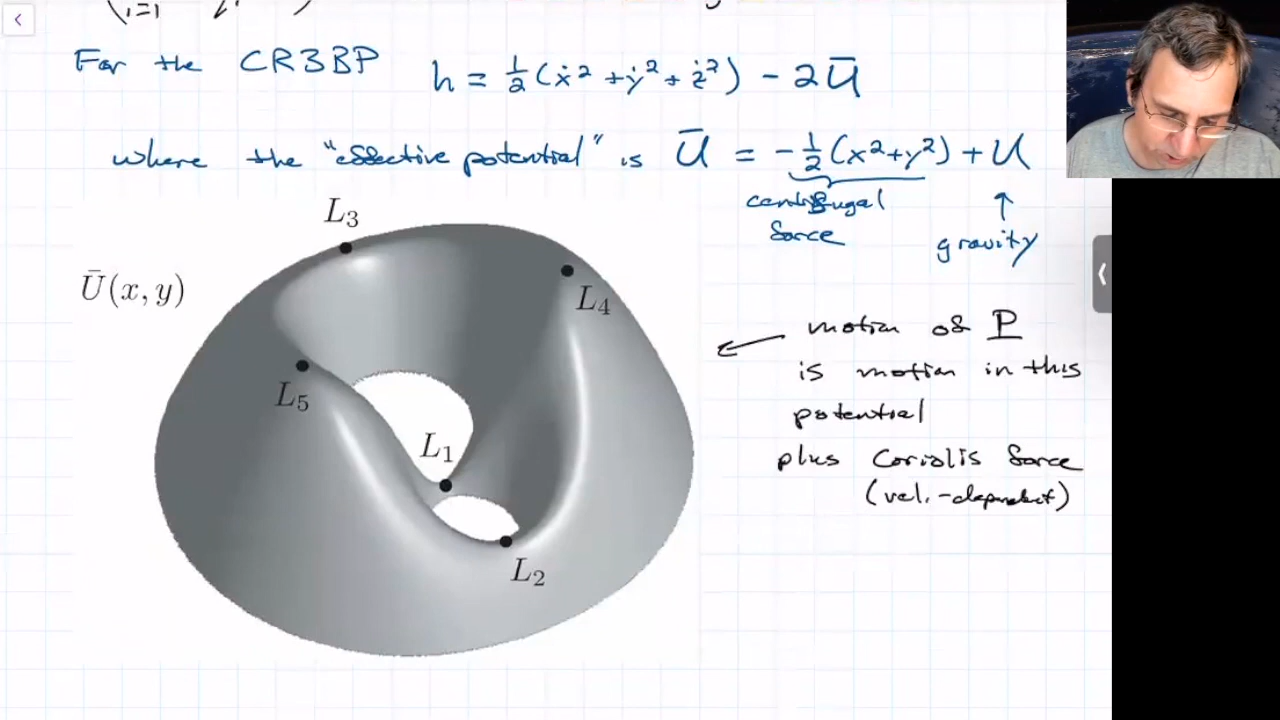 For the CR3BP h = ½(ẋ² + ẏ² + ż²) − 2Ū
where the "effective potential" is Ū = −½(x²+y²) + U
centrifugal force
gravity
L₃
L₄
Ū(x, y)
L₅
L₁
L₂
motion of P
is motion in this
potential
plus Coriolis force
(vel.-dependent)